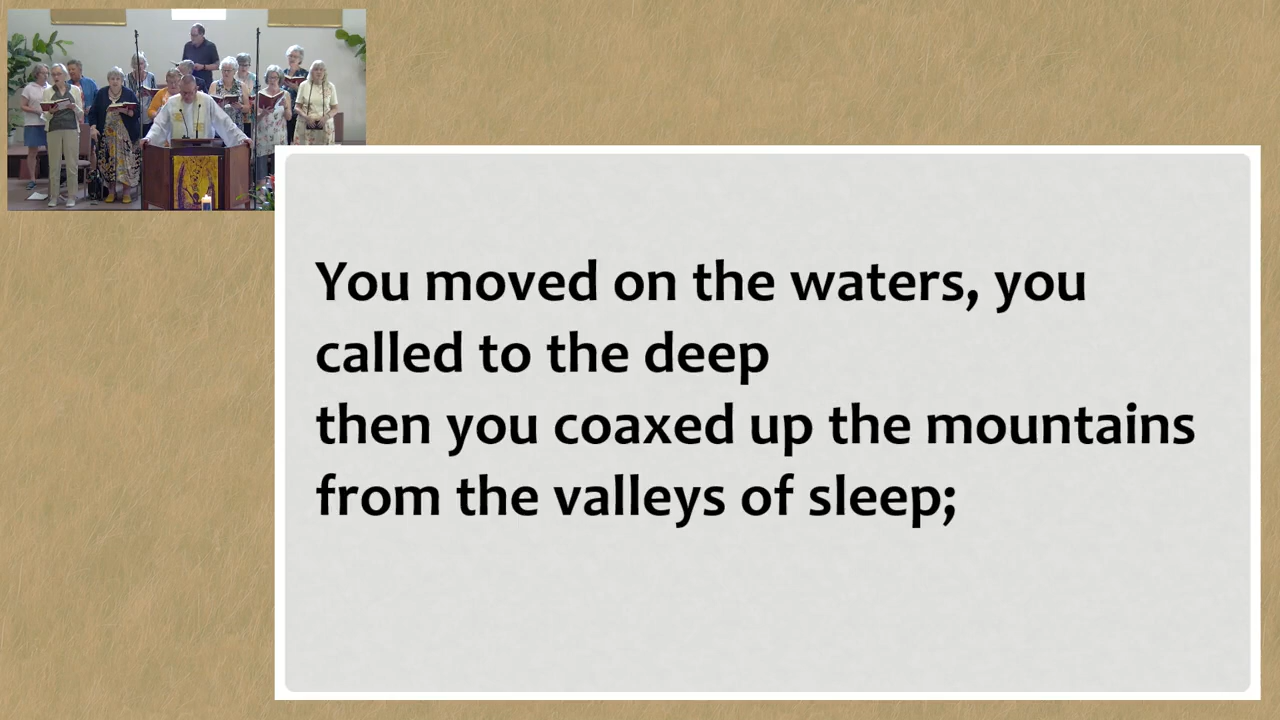 You moved on the waters, you
called to the deep
then you coaxed up the mountains
from the valleys of sleep;